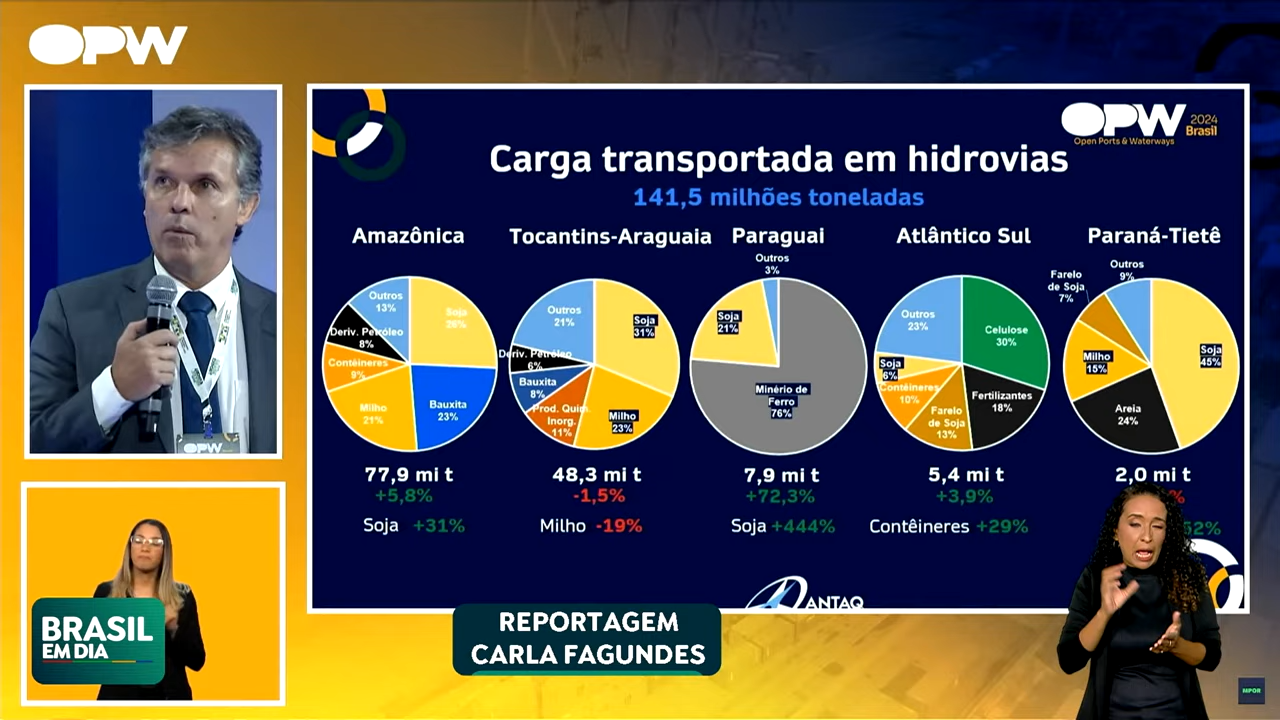 OPW
OPW
2024
Brasil
Open Ports & Waterways
Carga transportada em hidrovias
141,5 milhões toneladas
Amazônica
Soja
26%
Bauxita
23%
Milho
21%
Contêineres
9%
Deriv. Petróleo
8%
Outros
13%
77,9 mi t
+5,8%
Soja +31%
Tocantins-Araguaia
Soja
31%
Milho
23%
Prod. Quim.
Inorg.
11%
Bauxita
8%
Deriv. Petróleo
6%
Outros
21%
48,3 mi t
-1,5%
Milho -19%
Paraguai
Outros
3%
Soja
21%
Minério de
Ferro
76%
7,9 mi t
+72,3%
Soja +444%
Atlântico Sul
Celulose
30%
Fertilizantes
18%
Farelo
de Soja
13%
Contêineres
10%
Soja
6%
Outros
23%
5,4 mi t
+3,9%
Contêineres +29%
Paraná-Tietê
Outros
9%
Farelo
de Soja
7%
Milho
15%
Areia
24%
Soja
45%
2,0 mi t
%
ANTAQ
BRASIL
EM DIA
REPORTAGEM
CARLA FAGUNDES
MPOR